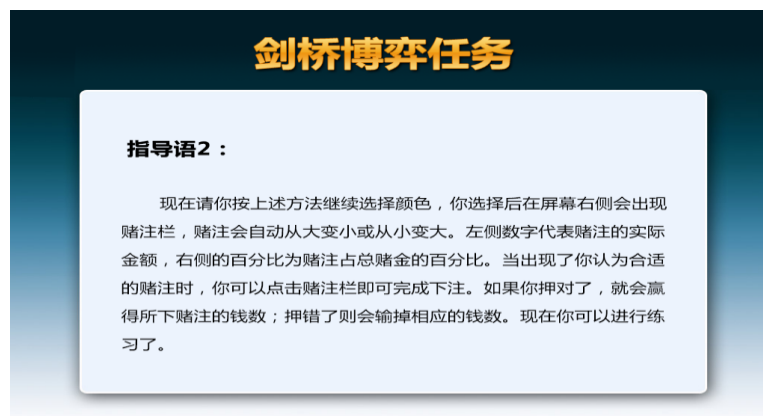 剑桥博弈任务
指导语2：
现在请你按上述方法继续选择颜色，你选择后在屏幕右侧会出现
赌注栏，赌注会自动从大变小或从小变大。左侧数字代表赌注的实际
金额，右侧的百分比为赌注占总赌金的百分比。当出现了你认为合适
的赌注时，你可以点击赌注栏即可完成下注。如果你押对了，就会赢
得所下赌注的钱数；押错了则会输掉相应的钱数。现在你可以进行练
习了。